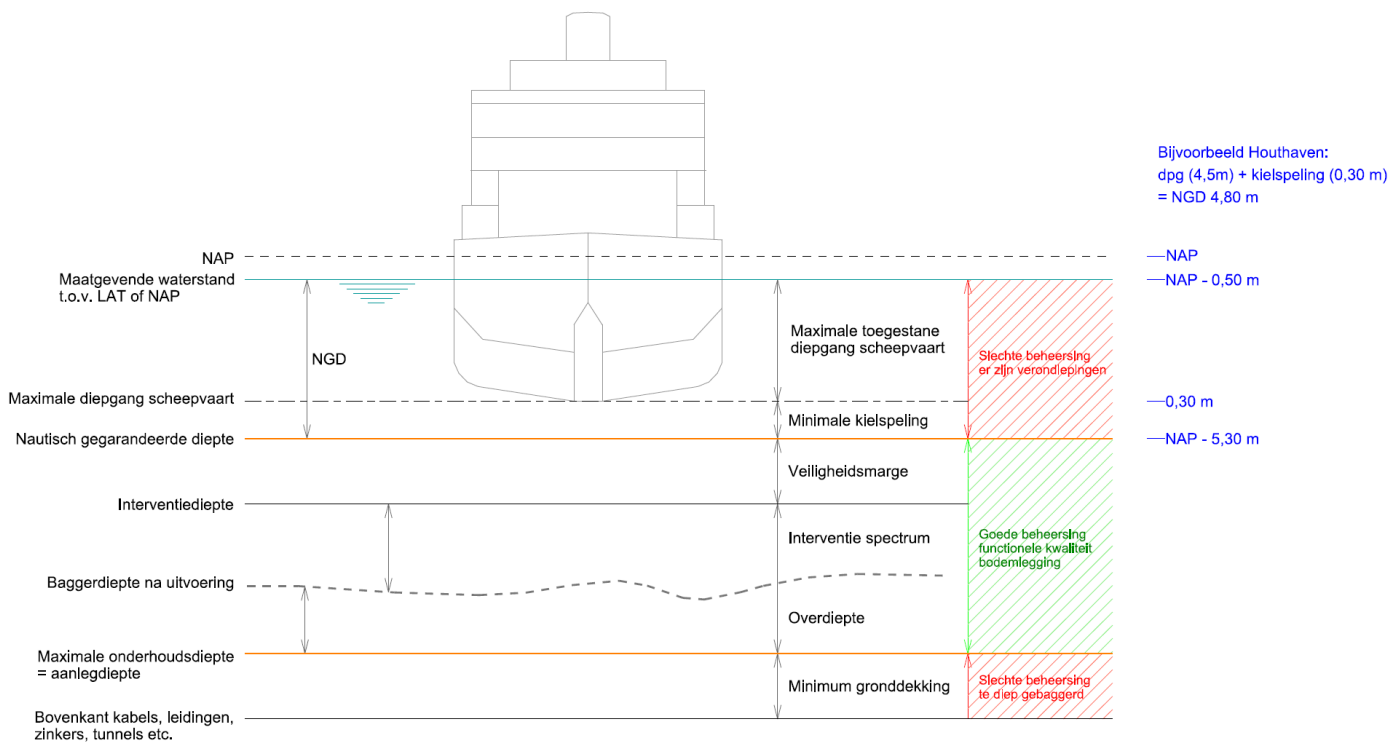 Bijvoorbeeld Houthaven:
dpg (4,5m) + kielspeling (0,30 m)
= NGD 4,80 m
NAP
NAP
Maatgevende waterstand
t.o.v. LAT of NAP
NAP - 0,50 m
NGD
Maximale toegestane
diepgang scheepvaart
Slechte beheersing
er zijn verondiepingen
Maximale diepgang scheepvaart
0,30 m
Minimale kielspeling
Nautisch gegarandeerde diepte
NAP - 5,30 m
Veiligheidsmarge
Interventiediepte
Interventie spectrum
Goede beheersing
functionele kwaliteit
bodemlegging
Baggerdiepte na uitvoering
Overdiepte
Maximale onderhoudsdiepte
= aanlegdiepte
Minimum gronddekking
Slechte beheersing
te diep gebaggerd
Bovenkant kabels, leidingen,
zinkers, tunnels etc.